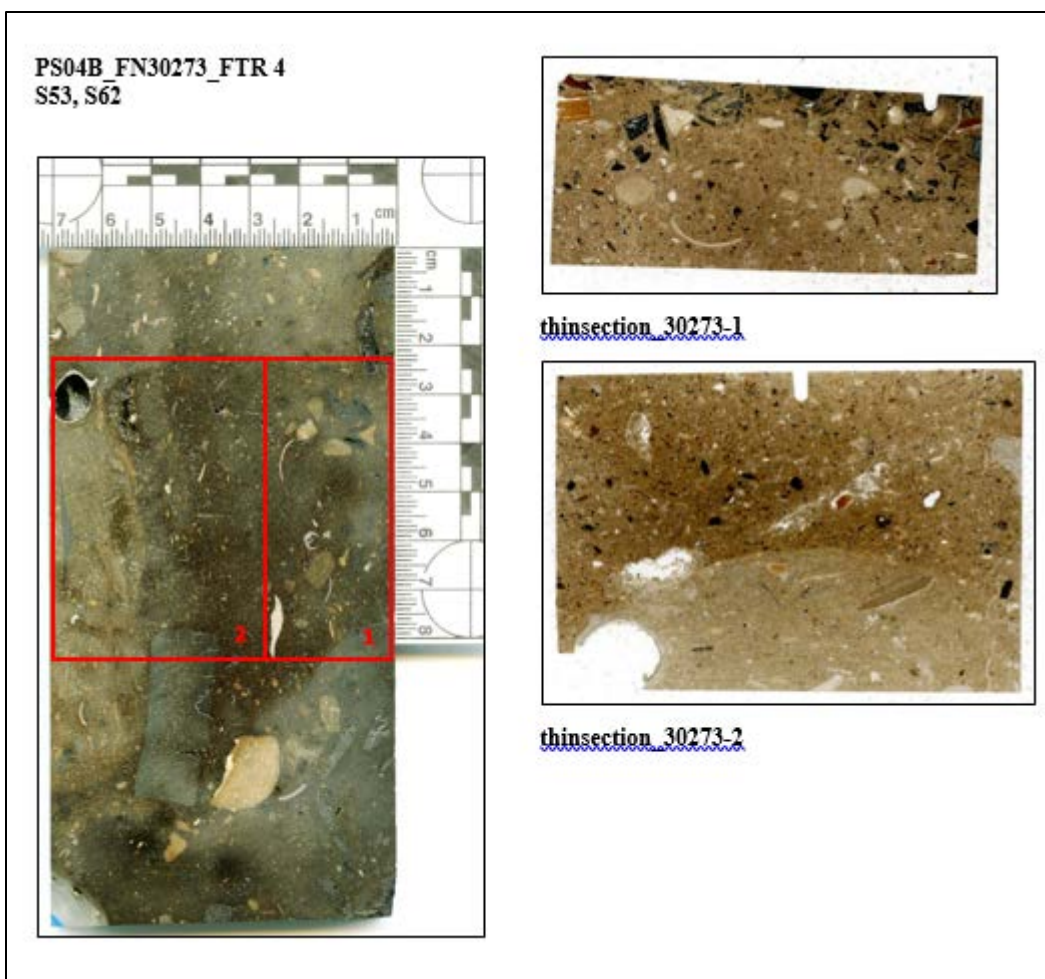 PS04B_FN30273_FTR 4
S53, S62
7 6 5 4 3 2 1 cm
cm
1
2
3
4
5
6
7
8
2 1
thinsection_30273-1
thinsection_30273-2